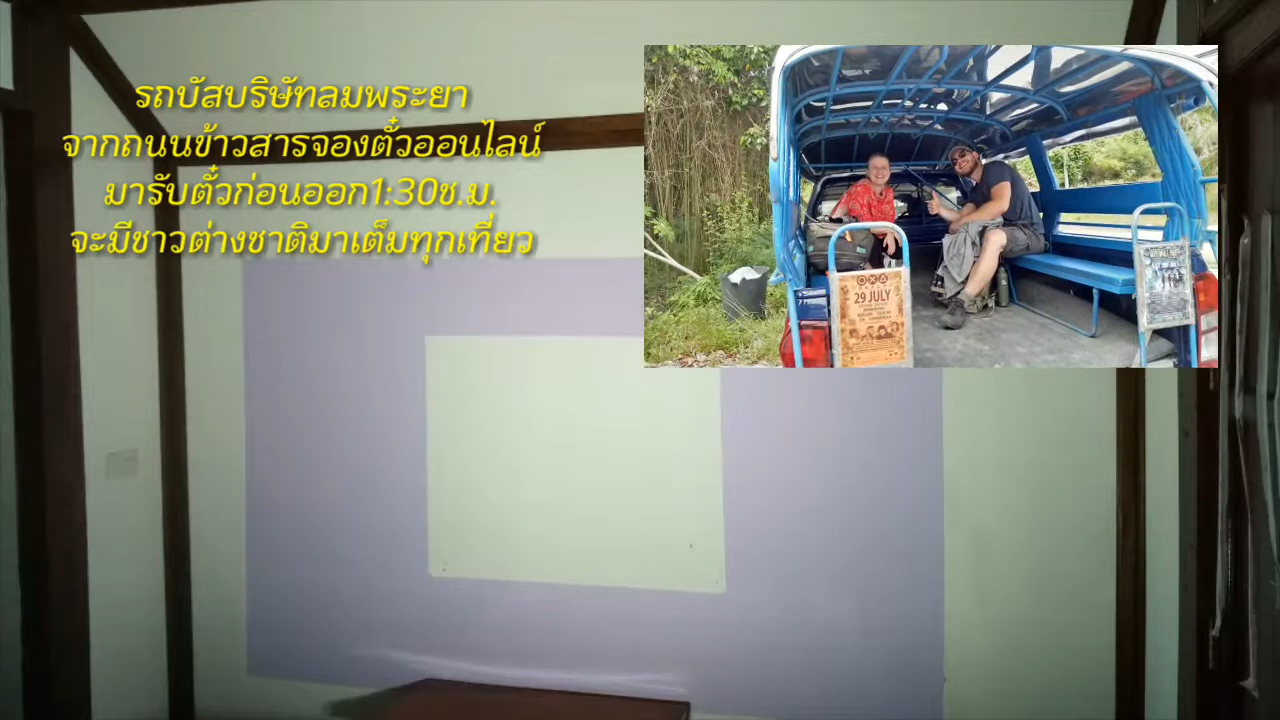 รถบัสบริษัทลมพระยา
จากถนนข้าวสารจองตั๋วออนไลน์
มารับตั๋วก่อนออก1:30ช.ม.
จะมีชาวต่างชาติมาเต็มทุกเที่ยว
29 JULY